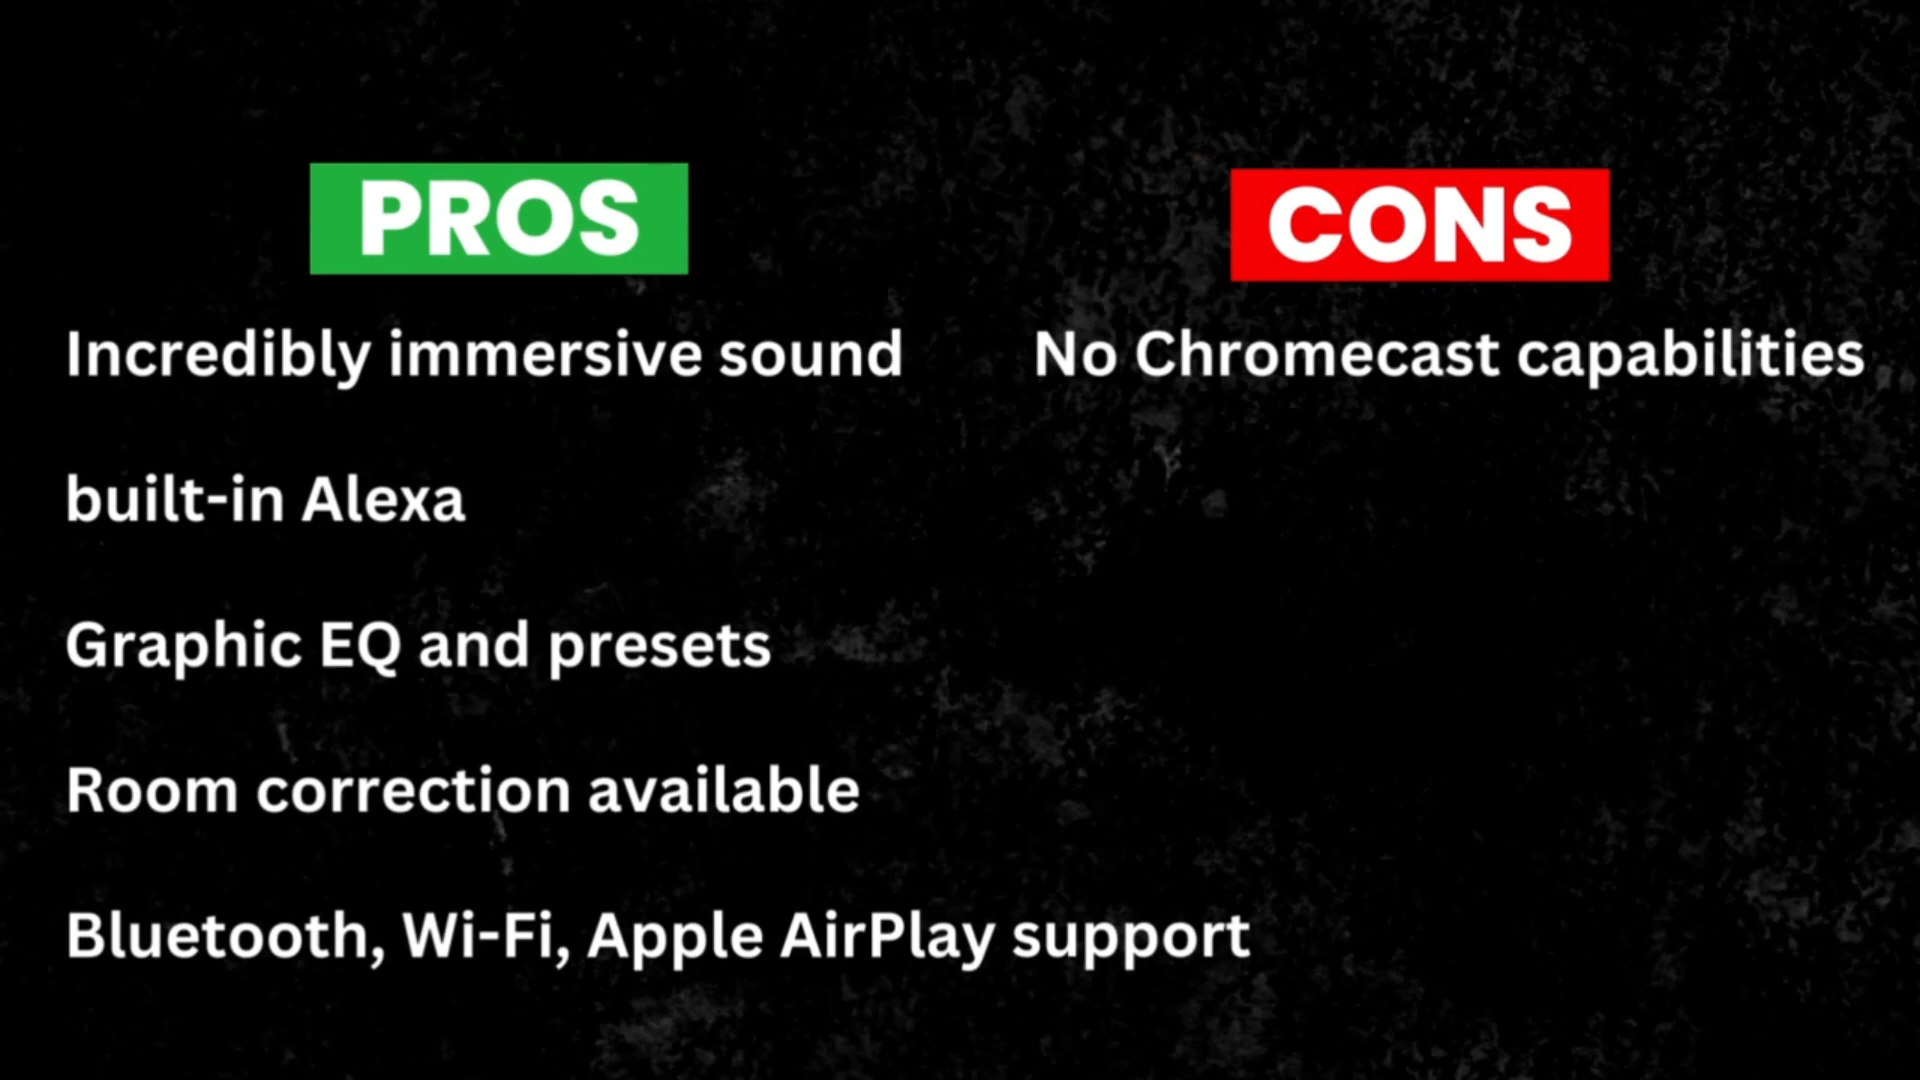 PROS
Incredibly immersive sound
built-in Alexa
Graphic EQ and presets
Room correction available
Bluetooth, Wi-Fi, Apple AirPlay support
CONS
No Chromecast capabilities